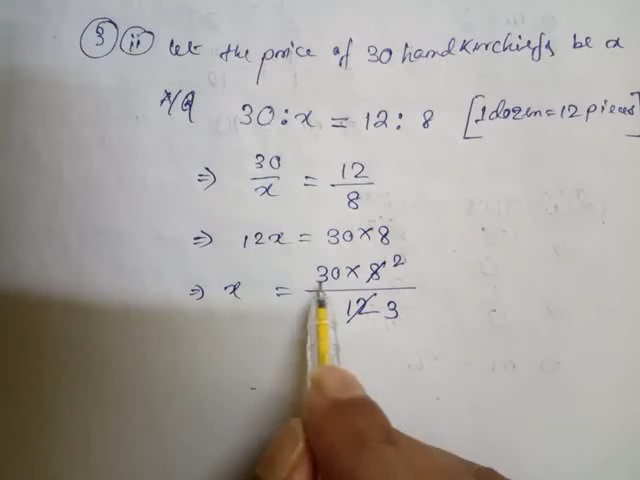 3 ii let the price of 30 handkerchiefs be x
A/Q 30 : x = 12 : 8 [1 dozen = 12 pieces]
⇒ 30/x = 12/8
⇒ 12x = 30 × 8
⇒ x = 30 × 8 2 / 12 3